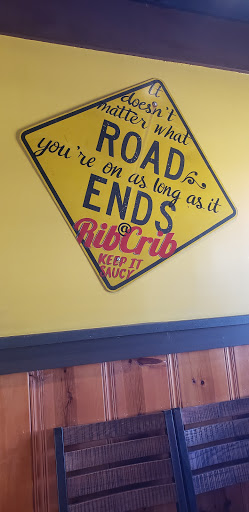 It
doesn't
matter what
ROAD
you're on as long as it
ENDS
@
RibCrib
KEEP IT
SAUCY